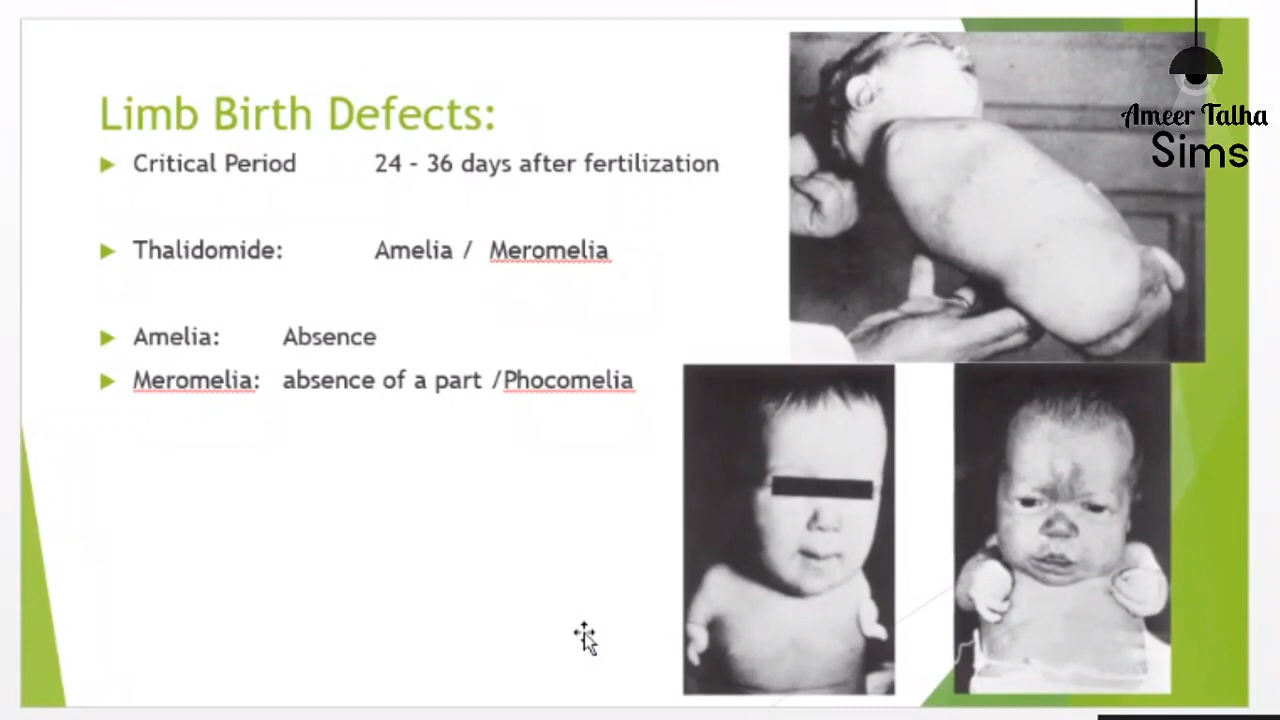 Limb Birth Defects:
Critical Period 24 - 36 days after fertilization
Thalidomide: Amelia / Meromelia
Amelia: Absence
Meromelia: absence of a part /Phocomelia
Ameer Talha
Sims